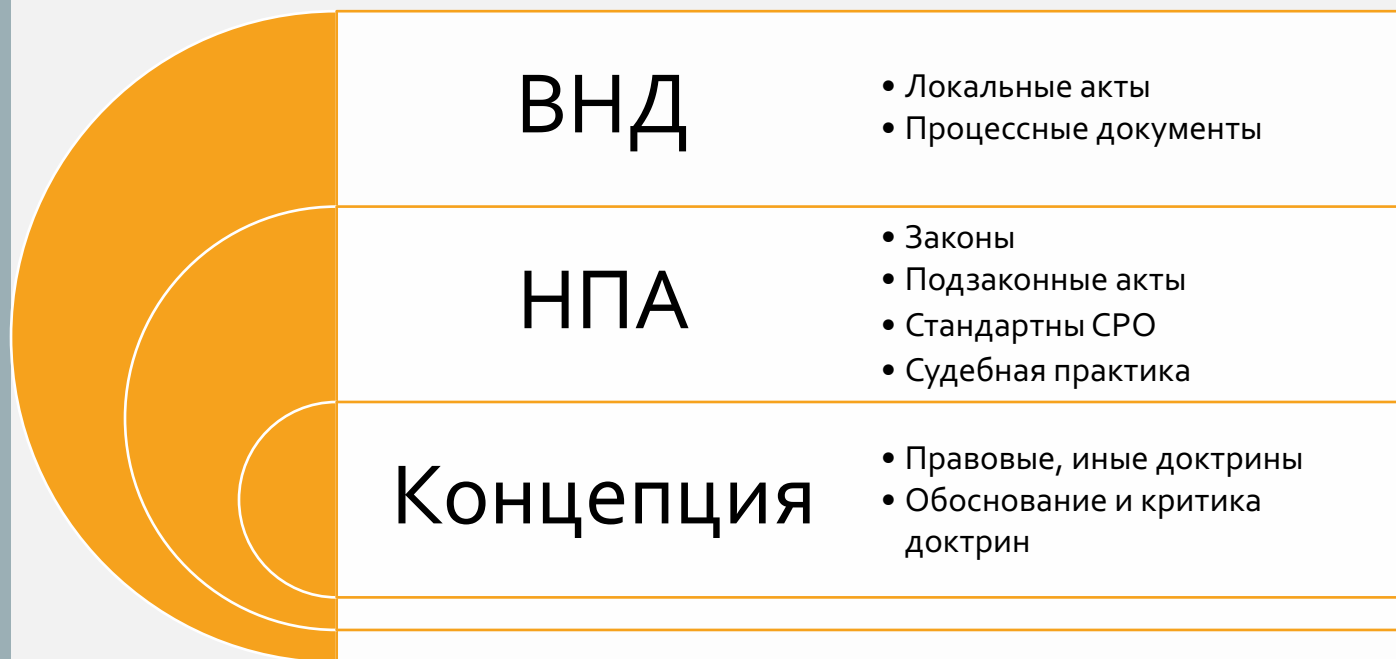 ВНД
• Локальные акты
• Процессные документы
НПА
• Законы
• Подзаконные акты
• Стандартны СРО
• Судебная практика
Концепция
• Правовые, иные доктрины
• Обоснование и критика
доктрин